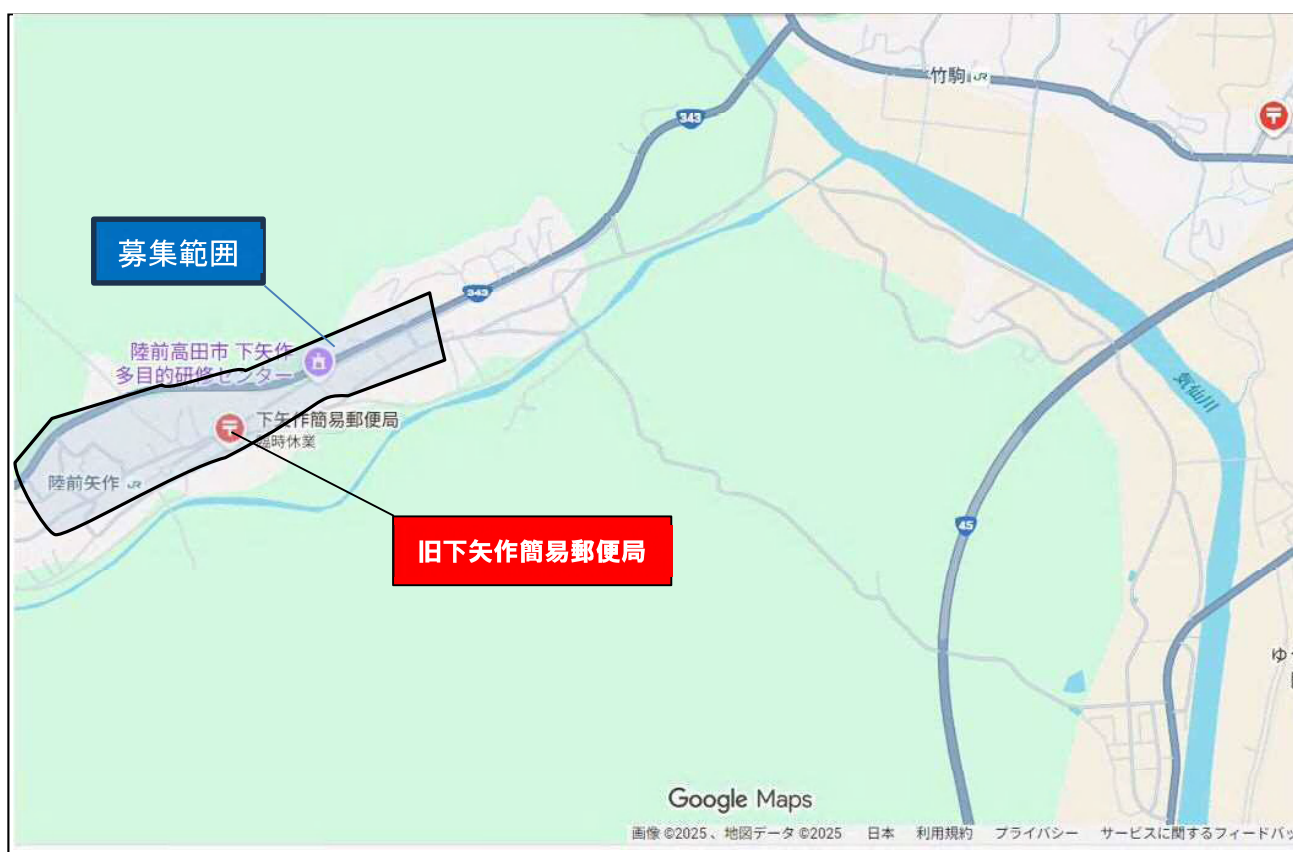 竹駒 JR
343
募集範囲
343
陸前高田市 下矢作
多目的研修センター
下矢作簡易郵便局
臨時休業
気仙川
陸前矢作 JR
45
旧下矢作簡易郵便局
Google Maps
画像 ©2025、地図データ ©2025 日本 利用規約 プライバシー サービスに関するフィードバッ